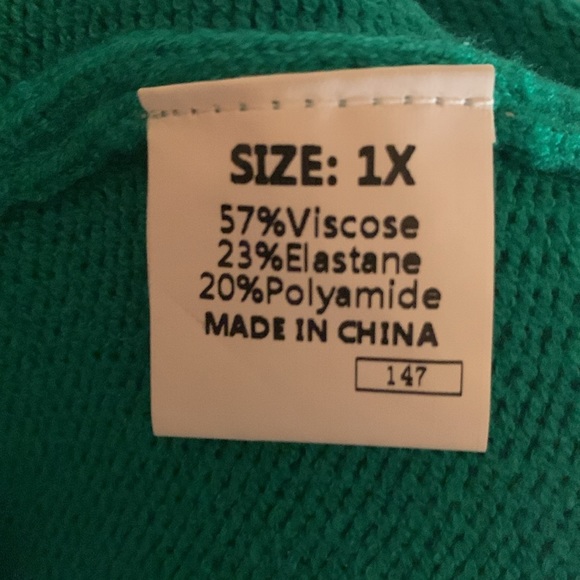 SIZE: 1X
57%Viscose
23%Elastane
20%Polyamide
MADE IN CHINA
147